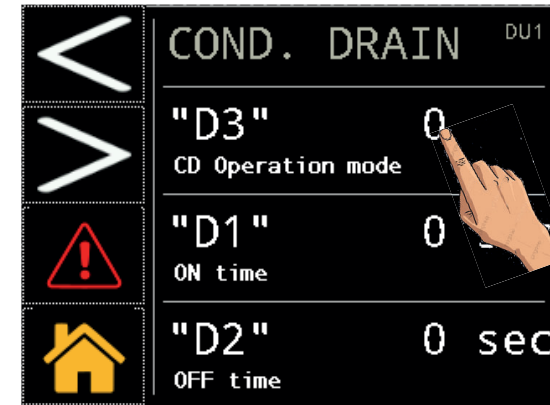 COND. DRAIN DU1
"D3" 0
CD Operation mode
"D1" 0
ON time
"D2" 0 sec
OFF time